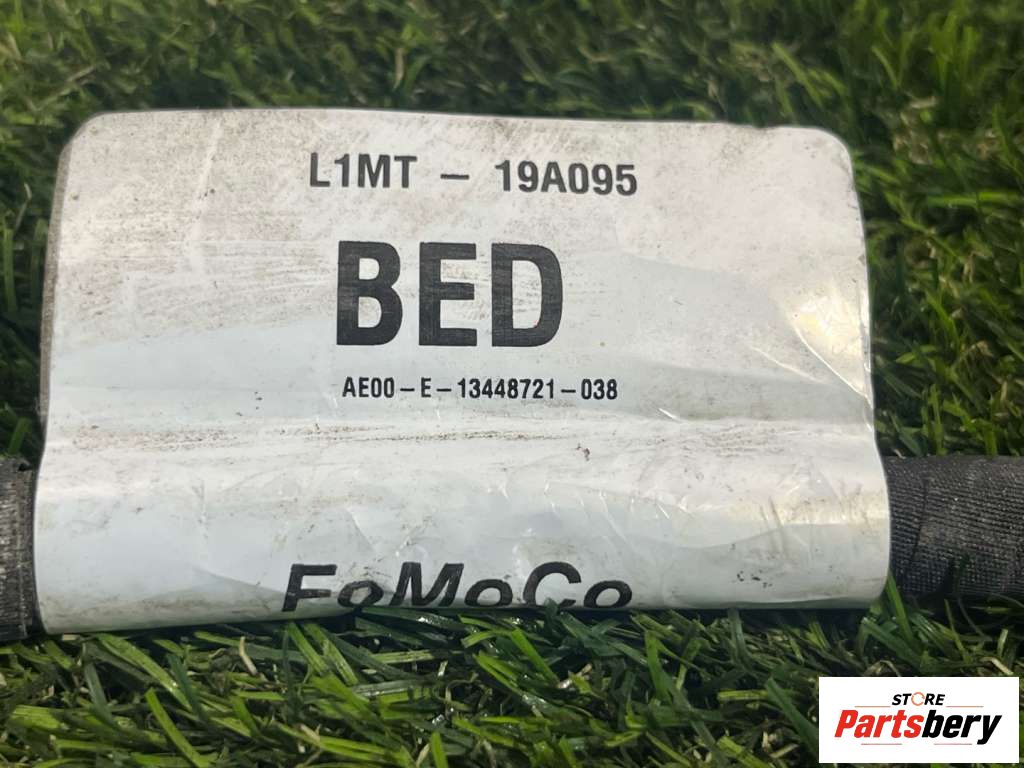 L1MT – 19A095
BED
AE00–E–13448721–038
FoMoCo
STORE
Partsbery